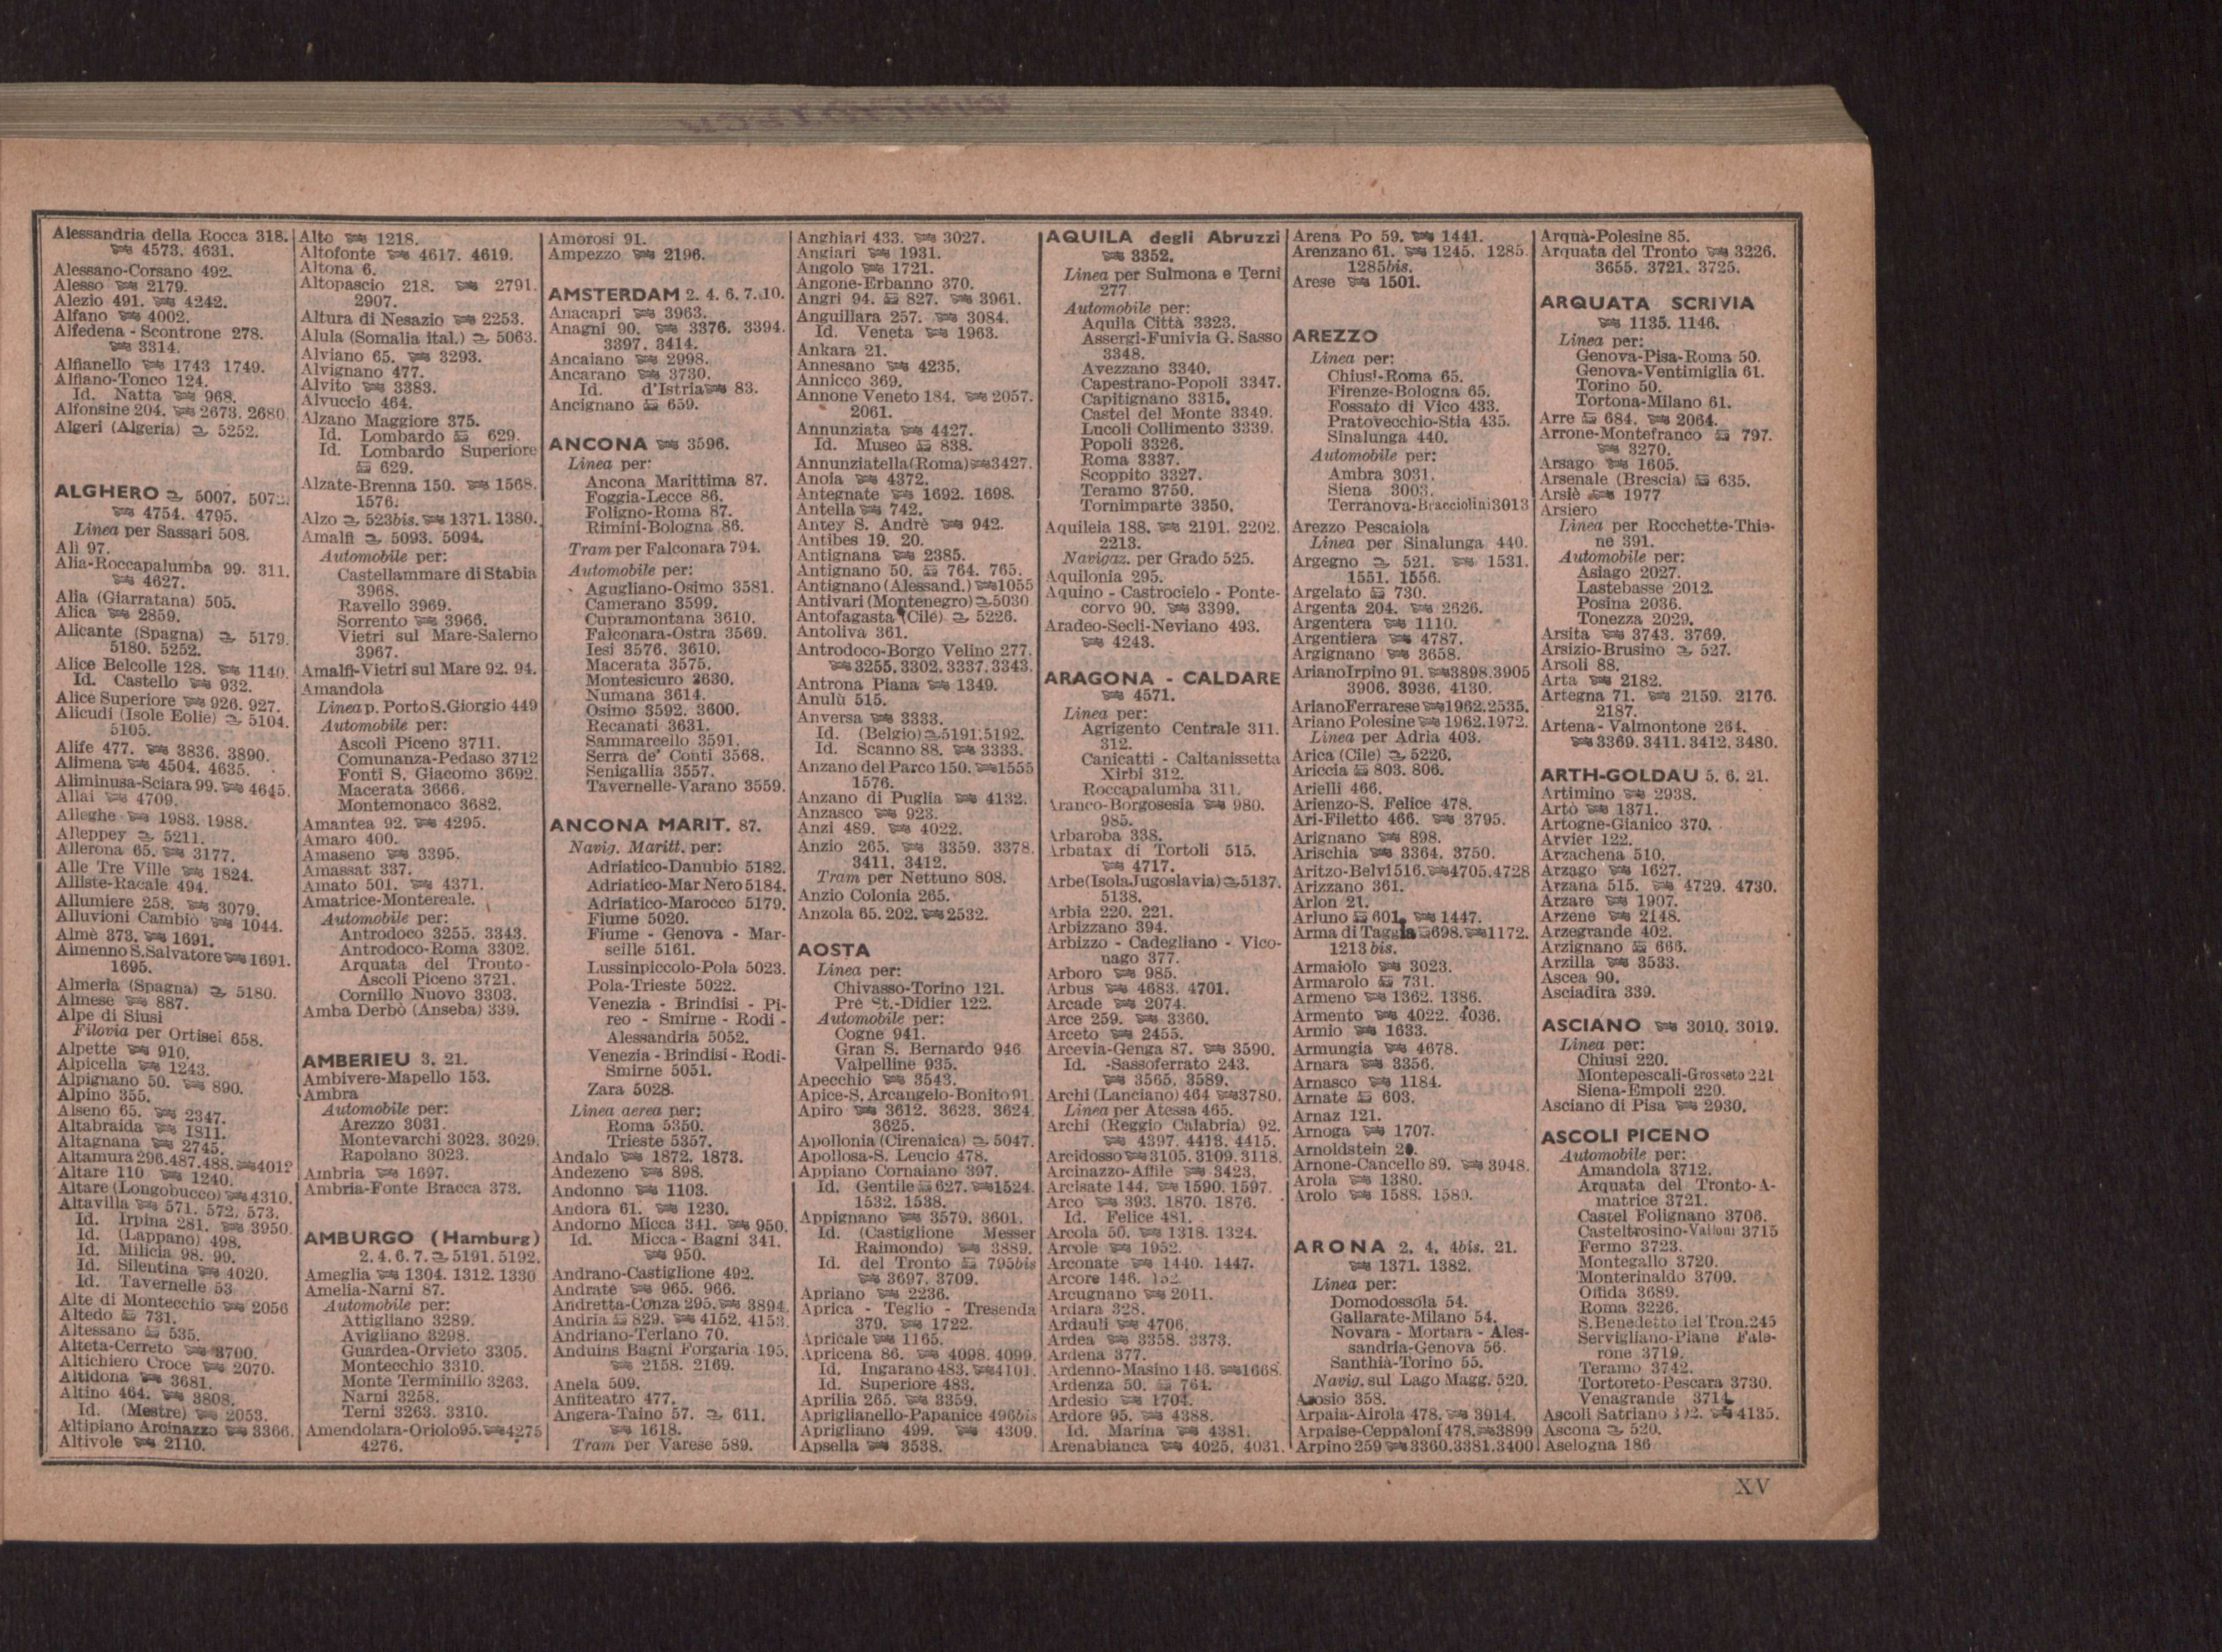 Alessandria della Rocca 318.
4573. 4631.
Alessano-Corsano 492.
Alesso 2179.
Alezio 491. 4242.
Alfano 4002.
Alfedena - Scontrone 278.
3314.
Alfianello 1743 1749.
Alfiano-Tonco 124.
Id. Natta 968.
Alfonsine 204. 2673. 2680.
Algeri (Algeria) 5252.
ALGHERO 5007.
4754. 4795.
Linea per Sassari 508.
Alì 97.
Alia-Roccapalumba 99. 311.
4627.
Alia (Giarratana) 505.
Alica 2859.
Alicante (Spagna) 5179.
5180. 5252.
Alice Belcolle 128. 1140.
Id. Castello 932.
Alice Superiore 926. 927.
Alicudi (Isole Eolie) 5104.
5105.
Alife 477. 3836. 3890.
Alimena 4504. 4635.
Aliminusa-Sciara 99. 4645.
Allai 4709.
Alleghe 1983. 1988.
Alleppey 5211.
Allerona 65. 3177.
Alle Tre Ville 1824.
Alliste-Racale 494.
Allumiere 258. 3079.
Alluvioni Cambiò 1044.
Almè 373. 1691.
Almenno S.Salvatore 1691.
1695.
Almeria (Spagna) 5180.
Almese 887.
Alpe di Siusi
Filovia per Ortisei 658.
Alpette 910.
Alpicella 1243.
Alpignano 50. 890.
Alpino 355.
Alseno 65. 2347.
Altabraida 1811.
Altagnana 2745.
Altamura 296.487.488. 4012
Altare 110 1240.
Altare (Longobucco) 4310.
Altavilla 571. 572. 573.
Id. Irpina 281. 3950.
Id. (Lappano) 498.
Id. Milicia 98. 99.
Id. Silentina 4020.
Id. Tavernelle 53
Alte di Montecchio 2056
Altedo 731.
Altessano 535.
Alteta-Cerreto 3700.
Altichiero Croce 2070.
Altidona 3681.
Altino 464. 3808.
Id. (Mestre) 2053.
Altipiano Arcinazzo 3366.
Altivole 2110.
Alto 1218.
Altofonte 4617. 4619.
Altona 6.
Altopascio 218. 2791.
2907.
Altura di Nesazio 2253.
Alula (Somalia ital.) 5063.
Alviano 65. 3293.
Alvignano 477.
Alvito 3383.
Alvuccio 464.
Alzano Maggiore 375.
Id. Lombardo 629.
Id. Lombardo Superiore
629.
Alzate-Brenna 150. 1568.
1576.
Alzo 523bis. 1371. 1380.
Amalfi 5093. 5094.
Automobile per:
Castellammare di Stabia
3968.
Ravello 3969.
Sorrento 3966.
Vietri sul Mare-Salerno
3967.
Amalfi-Vietri sul Mare 92. 94.
Amandola
Linea p. Porto S. Giorgio 449
Automobile per:
Ascoli Piceno 3711.
Comunanza-Pedaso 3712
Fonti S. Giacomo 3692.
Macerata 3666.
Montemonaco 3682.
Amantea 92. 4295.
Amaro 400.
Amaseno 3395.
Amassat 337.
Amato 501. 4371.
Amatrice-Montereale.
Automobile per:
Antrodoco 3255. 3343.
Antrodoco-Roma 3302.
Arquata del Tronto-
Ascoli Piceno 3721.
Cornillo Nuovo 3303.
Amba Derbò (Anseba) 339.
AMBERIEU 3. 21.
Ambivere-Mapello 153.
Ambra
Automobile per:
Arezzo 3031.
Montevarchi 3023. 3029.
Rapolano 3023.
Ambria 1697.
Ambria-Fonte Bracca 373.
AMBURGO (Hamburg)
2. 4. 6. 7. 5191. 5192.
Ameglia 1304. 1312. 1330
Amelia-Narni 87.
Automobile per:
Attigliano 3289.
Avigliano 3298.
Guardea-Orvieto 3305.
Montecchio 3310.
Monte Terminillo 3263.
Narni 3258.
Terni 3263. 3310.
Amendolara-Oriolo 95. 4275
4276.
Amorosi 91.
Ampezzo 2196.
AMSTERDAM 2. 4. 6. 7. 10.
Anacapri 3963.
Anagni 90. 3376. 3394.
3397. 3414.
Ancaiano 2998.
Ancarano 3730.
Id. d'Istria 83.
Ancignano 659.
ANCONA 3596.
Linea per:
Ancona Marittima 87.
Foggia-Lecce 86.
Foligno-Roma 87.
Rimini-Bologna 86.
Tram per Falconara 794.
Automobile per:
Agugliano-Osimo 3581.
Camerano 3599.
Cupramontana 3610.
Falconara-Ostra 3569.
Iesi 3576. 3610.
Macerata 3575.
Montesicuro 3630.
Numana 3614.
Osimo 3592. 3600.
Recanati 3631.
Sammarcello 3591.
Serra de' Conti 3568.
Senigallia 3557.
Tavernelle-Varano 3559.
ANCONA MARIT. 87.
Navig. Maritt. per:
Adriatico-Danubio 5182.
Adriatico-Mar Nero 5184.
Adriatico-Marocco 5179.
Fiume 5020.
Fiume - Genova - Mar-
seille 5161.
Lussinpiccolo-Pola 5023.
Pola-Trieste 5022.
Venezia - Brindisi - Pi-
reo - Smirne - Rodi -
Alessandria 5052.
Venezia - Brindisi - Rodi-
Smirne 5051.
Zara 5028.
Linea aerea per:
Roma 5350.
Trieste 5357.
Andalo 1872. 1873.
Andezeno 898.
Andonno 1103.
Andora 61. 1230.
Andorno Micca 341. 950.
Id. Micca - Bagni 341.
950.
Andrano-Castiglione 492.
Andrate 965. 966.
Andretta-Conza 295. 3894.
Andria 829. 4152. 4153.
Andriano-Terlano 70.
Anduins Bagni Forgaria 195.
2158. 2169.
Anela 509.
Anfiteatro 477.
Angera-Taino 57. 611.
1618.
Tram per Varese 589.
Anghiari 433. 3027.
Angiari 1931.
Angolo 1721.
Angone-Erbanno 370.
Angri 94. 827. 3961.
Anguillara 257. 3084.
Id. Veneta 1963.
Ankara 21.
Annesano 4235.
Annicco 369.
Annone Veneto 184. 2057.
2061.
Annunziata 4427.
Id. Museo 838.
Annunziatella (Roma) 3427.
Anoia 4372.
Antegnate 1692. 1698.
Antella 742.
Antey S. Andrè 942.
Antibes 19. 20.
Antignana 2385.
Antignano 50. 764. 765.
Antignano (Alessand.) 1055
Antivari (Montenegro) 5030
Antofagasta (Cile) 5226.
Antoliva 361.
Antrodoco-Borgo Velino 277.
3255. 3302. 3337. 3343.
Antrona Piana 1349.
Anulù 515.
Anversa 3333.
Id. (Belgio) 5191. 5192.
Id. Scanno 88. 3333.
Anzano del Parco 150. 1555
1576.
Anzano di Puglia 4132.
Anzasco 923.
Anzi 489. 4022.
Anzio 265. 3359. 3378.
3411. 3412.
Tram per Nettuno 808.
Anzio Colonia 265.
Anzola 65. 202. 2532.
AOSTA
Linea per:
Chivasso-Torino 121.
Prè St.-Didier 122.
Automobile per:
Cogne 941.
Gran S. Bernardo 946
Valpelline 935.
Apecchio 3543.
Apice-S. Arcangelo-Bonito 91.
Apiro 3612. 3623. 3624.
3625.
Apollonia (Cirenaica) 5047.
Apollosa-S. Leucio 478.
Appiano Cornaiano 397.
Id. Gentile 627. 1524.
1532. 1538.
Appignano 3579. 3601.
Id. (Castiglione Messer
Raimondo) 3889.
Id. del Tronto 795bis
3697. 3709.
Apriano 2236.
Aprica - Teglio - Tresenda
379. 1722.
Apricale 1165.
Apricena 86. 4098. 4099.
Id. Ingarano 483. 4101.
Id. Superiore 483.
Aprilia 265. 3359.
Apriglianello-Papanice 496bis
Aprigliano 499. 4309.
Apsella 3538.
AQUILA degli Abruzzi
3352.
Linea per Sulmona e Terni
277
Automobile per:
Aquila Città 3323.
Assergi-Funivia G. Sasso
3348.
Avezzano 3340.
Capestrano-Popoli 3347.
Capitignano 3315.
Castel del Monte 3349.
Lucoli Collimento 3339.
Popoli 3326.
Roma 3337.
Scoppito 3327.
Teramo 3750.
Tornimparte 3350.
Aquileia 188. 2191. 2202.
2213.
Navigaz. per Grado 525.
Aquilonia 295.
Aquino - Castrocielo - Ponte-
corvo 90. 3399.
Aradeo-Seclì-Neviano 493.
4243.
ARAGONA - CALDARE
4571.
Linea per:
Agrigento Centrale 311.
312.
Canicatti - Caltanissetta
Xirbi 312.
Roccapalumba 311.
Aranco-Borgosesia 980.
985.
Arbaroba 338.
Arbatax di Tortolì 515.
4717.
Arbe (Isola Jugoslavia) 5137.
5138.
Arbia 220. 221.
Arbizzano 394.
Arbizzo - Cadegliano - Vico-
nago 377.
Arboro 985.
Arbus 4683. 4701.
Arcade 2074.
Arce 259. 3360.
Arceto 2455.
Arcevia-Genga 87. 3590.
Id. -Sassoferrato 243.
3565. 3589.
Archi (Lanciano) 464 3780.
Linea per Atessa 465.
Archi (Reggio Calabria) 92.
4397. 4413. 4415.
Arcidosso 3105. 3109. 3118.
Arcinazzo-Affile 3423.
Arcisate 144. 1590. 1597.
Arco 393. 1870. 1876.
Id. Felice 481.
Arcola 50. 1318. 1324.
Arcole 1952.
Arconate 1440. 1447.
Arcore 146. 152.
Arcugnano 2011.
Ardara 328.
Ardauli 4706.
Ardea 3358. 3373.
Ardena 377.
Ardenno-Masino 146. 1668.
Ardenza 50. 764.
Ardesio 1704.
Ardore 95. 4388.
Id. Marina 4381.
Arenabianca 4025. 4031.
Arena Po 59. 1441.
Arenzano 61. 1245. 1285.
1285bis.
Arese 1501.
AREZZO
Linea per:
Chiusi-Roma 65.
Firenze-Bologna 65.
Fossato di Vico 433.
Pratovecchio-Stia 435.
Sinalunga 440.
Automobile per:
Ambra 3031.
Siena 3003.
Terranova-Bracciolini 3013
Arezzo Pescaiola
Linea per Sinalunga 440.
Argegno 521. 1531.
1551. 1556.
Argelato 730.
Argenta 204. 2626.
Argentera 1110.
Argentiera 4787.
Argignano 3658.
Ariano Irpino 91. 3898. 3905
3906. 3936. 4130.
Ariano Ferrarese 1962. 2535.
Ariano Polesine 1962. 1972.
Linea per Adria 403.
Arica (Cile) 5226.
Ariccia 803. 806.
Arielli 466.
Arienzo-S. Felice 478.
Ari-Filetto 466. 3795.
Arignano 898.
Arischia 3364. 3750.
Aritzo-Belvì 516. 4705. 4728
Arizzano 361.
Arlon 21.
Arluno 601. 1447.
Arma di Taggia 698. 1172.
1213bis.
Armaiolo 3023.
Armarolo 731.
Armeno 1362. 1386.
Armento 4022. 4036.
Armio 1633.
Armungia 4678.
Arnara 3356.
Arnasco 1184.
Arnate 603.
Arnaz 121.
Arnoga 1707.
Arnoldstein 20.
Arnone-Cancello 89. 3948.
Arola 1380.
Arolo 1588. 1589.
ARONA 2. 4. 4bis. 21.
1371. 1382.
Linea per:
Domodossola 54.
Gallarate-Milano 54.
Novara - Mortara - Ales-
sandria-Genova 56.
Santhià-Torino 55.
Navig. sul Lago Magg. 520.
Arosio 358.
Arpaia-Airola 478. 3914.
Arpaise-Ceppaloni 478. 3899
Arpino 259 3360. 3381. 3400
Arquà-Polesine 85.
Arquata del Tronto 3226.
3655. 3721. 3725.
ARQUATA SCRIVIA
1135. 1146.
Linea per:
Genova-Pisa-Roma 50.
Genova-Ventimiglia 61.
Torino 50.
Tortona-Milano 61.
Arre 684. 2064.
Arrone-Montefranco 797.
3270.
Arsago 1605.
Arsenale (Brescia) 635.
Arsiè 1977
Arsiero
Linea per Rocchette-Thie-
ne 391.
Automobile per:
Asiago 2027.
Lastebasse 2012.
Posina 2036.
Tonezza 2029.
Arsita 3743. 3769.
Arsizio-Brusino 527.
Arsoli 88.
Arta 2182.
Artegna 71. 2159. 2176.
2187.
Artena-Valmontone 264.
3369. 3411. 3412. 3480.
ARTH-GOLDAU 5. 6. 21.
Artimino 2938.
Artò 1371.
Artogne-Gianico 370.
Arvier 122.
Arzachena 510.
Arzago 1627.
Arzana 515. 4729. 4730.
Arzare 1907.
Arzene 2148.
Arzegrande 402.
Arzignano 666.
Arzilla 3533.
Ascea 90.
Asciadira 339.
ASCIANO 3010. 3019.
Linea per:
Chiusi 220.
Montepescali-Grosseto 221
Siena-Empoli 220.
Asciano di Pisa 2930.
ASCOLI PICENO
Automobile per:
Amandola 3712.
Arquata del Tronto-A-
matrice 3721.
Castel Folignano 3706.
Casteltrosino-Valloni 3715
Fermo 3723.
Montegallo 3720.
Monterinaldo 3709.
Offida 3689.
Roma 3226.
S. Benedetto del Tron. 245
Servigliano-Piane Fale-
rone 3719.
Teramo 3742.
Tortoreto-Pescara 3730.
Venagrande 3714.
Ascoli Satriano 4135.
Ascona 520.
Aselogna 186
XV